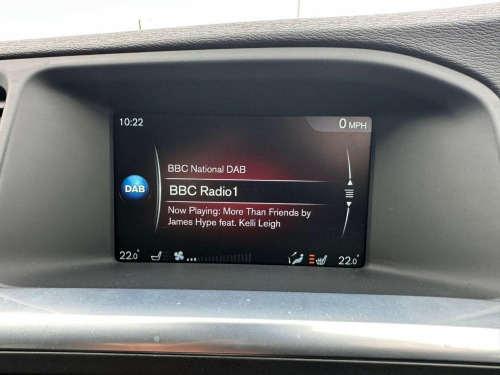 10:22
0 MPH
BBC National DAB
DAB
BBC Radio1
Now Playing: More Than Friends by
James Hype feat. Kelli Leigh
22.0° 22.0°